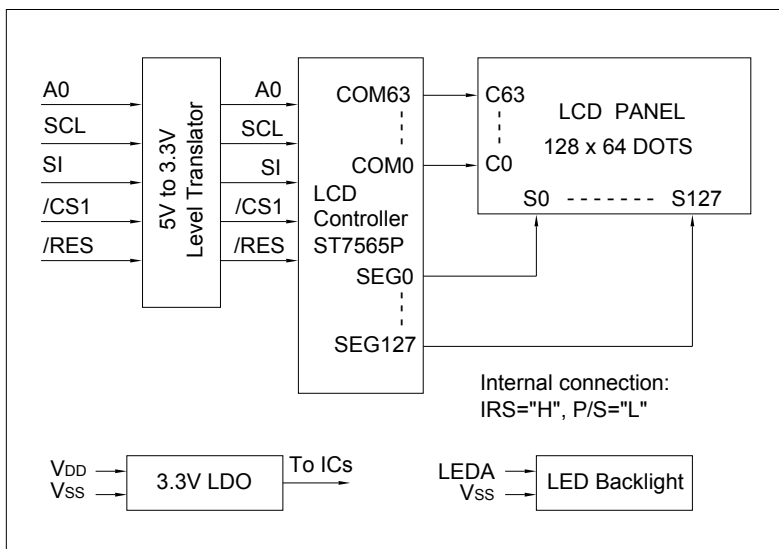 A0
SCL
SI
/CS1
/RES
5V to 3.3V
Level Translator
A0
SCL
SI
/CS1
/RES
COM63
COM0
LCD
Controller
ST7565P
SEG0
SEG127
C63
C0
LCD PANEL
128 x 64 DOTS
S0
S127
Internal connection:
IRS="H", P/S="L"
VDD
VSS
3.3V LDO
To ICs
LEDA
VSS
LED Backlight